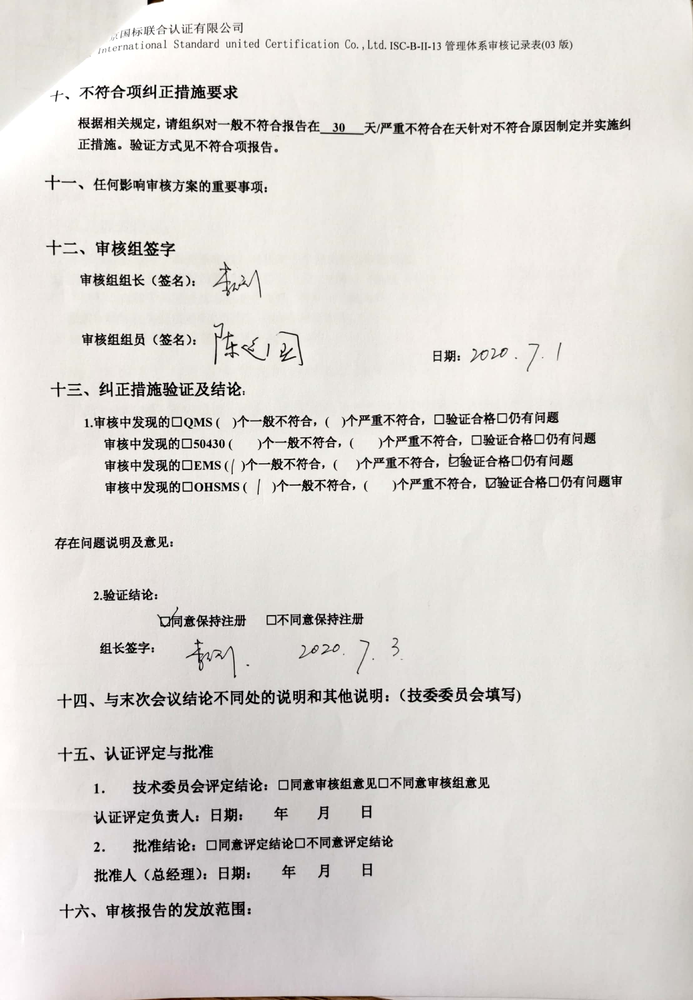 京国标联合认证有限公司
International Standard united Certification Co.,Ltd. ISC-B-II-13 管理体系审核记录表(03 版)
十、不符合项纠正措施要求
根据相关规定，请组织对一般不符合报告在 30 天/严重不符合在天针对不符合原因制定并实施纠
正措施。验证方式见不符合项报告。
十一、任何影响审核方案的重要事项：
十二、审核组签字
审核组组长（签名）：
审核组组员（签名）：陈
日期：2020.7.1
十三、纠正措施验证及结论：
1.审核中发现的□QMS ( )个一般不符合，( )个严重不符合，□验证合格□仍有问题
审核中发现的□50430 ( )个一般不符合，( )个严重不符合，□验证合格□仍有问题
审核中发现的□EMS (1)个一般不符合，( )个严重不符合，☑验证合格□仍有问题
审核中发现的□OHSMS ( 1 )个一般不符合，( )个严重不符合，☑验证合格□仍有问题审
存在问题说明及意见：
2.验证结论：
☑同意保持注册 □不同意保持注册
组长签字： 2020.7.3.
十四、与末次会议结论不同处的说明和其他说明：（技委委员会填写)
十五、认证评定与批准
1. 技术委员会评定结论：□同意审核组意见□不同意审核组意见
认证评定负责人：日期： 年 月 日
2. 批准结论：□同意评定结论□不同意评定结论
批准人（总经理）：日期： 年 月 日
十六、审核报告的发放范围：